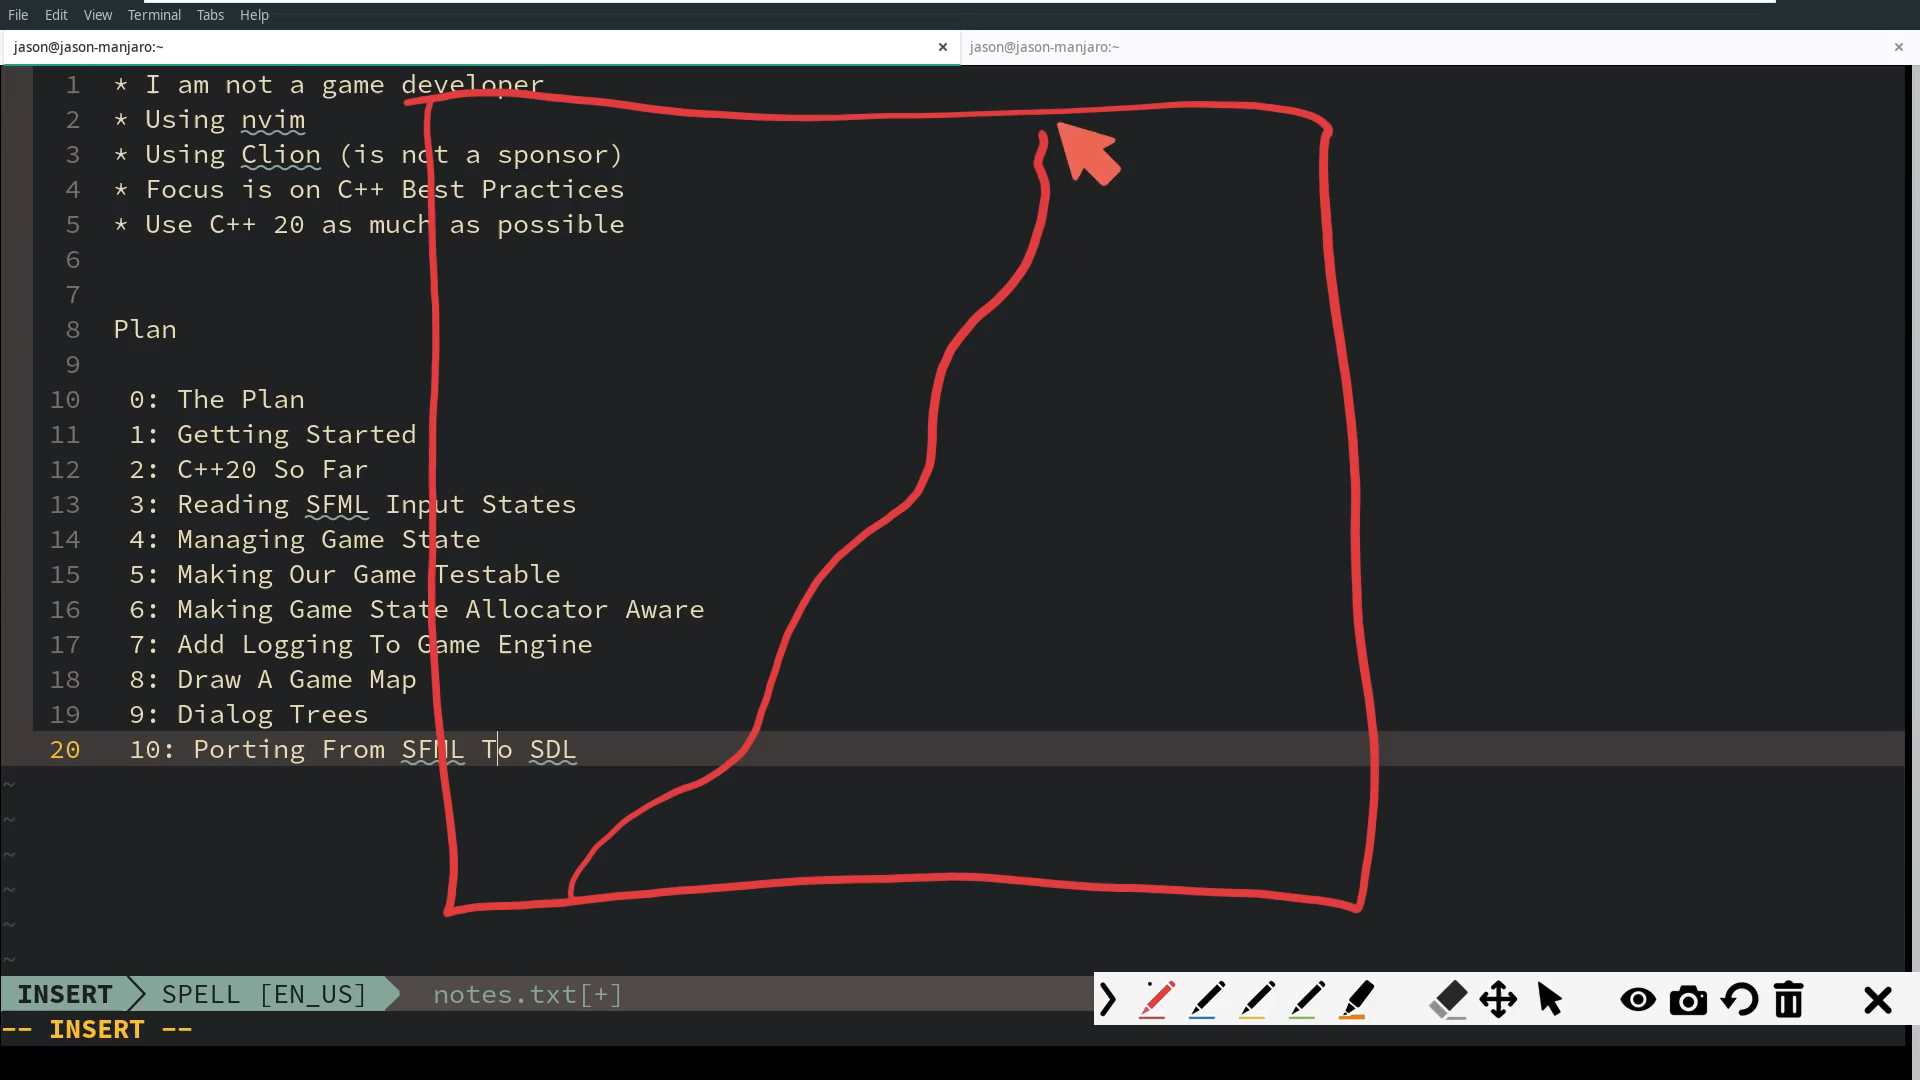 File Edit View Terminal Tabs Help
jason@jason-manjaro:~ × jason@jason-manjaro:~ ×
1 * I am not a game developer
2 * Using nvim
3 * Using Clion (is not a sponsor)
4 * Focus is on C++ Best Practices
5 * Use C++ 20 as much as possible
6
7
8 Plan
9
10 0: The Plan
11 1: Getting Started
12 2: C++20 So Far
13 3: Reading SFML Input States
14 4: Managing Game State
15 5: Making Our Game Testable
16 6: Making Game State Allocator Aware
17 7: Add Logging To Game Engine
18 8: Draw A Game Map
19 9: Dialog Trees
20 10: Porting From SFML To SDL
~
~
~
~
~
~
INSERT SPELL [EN_US] notes.txt[+]
-- INSERT --